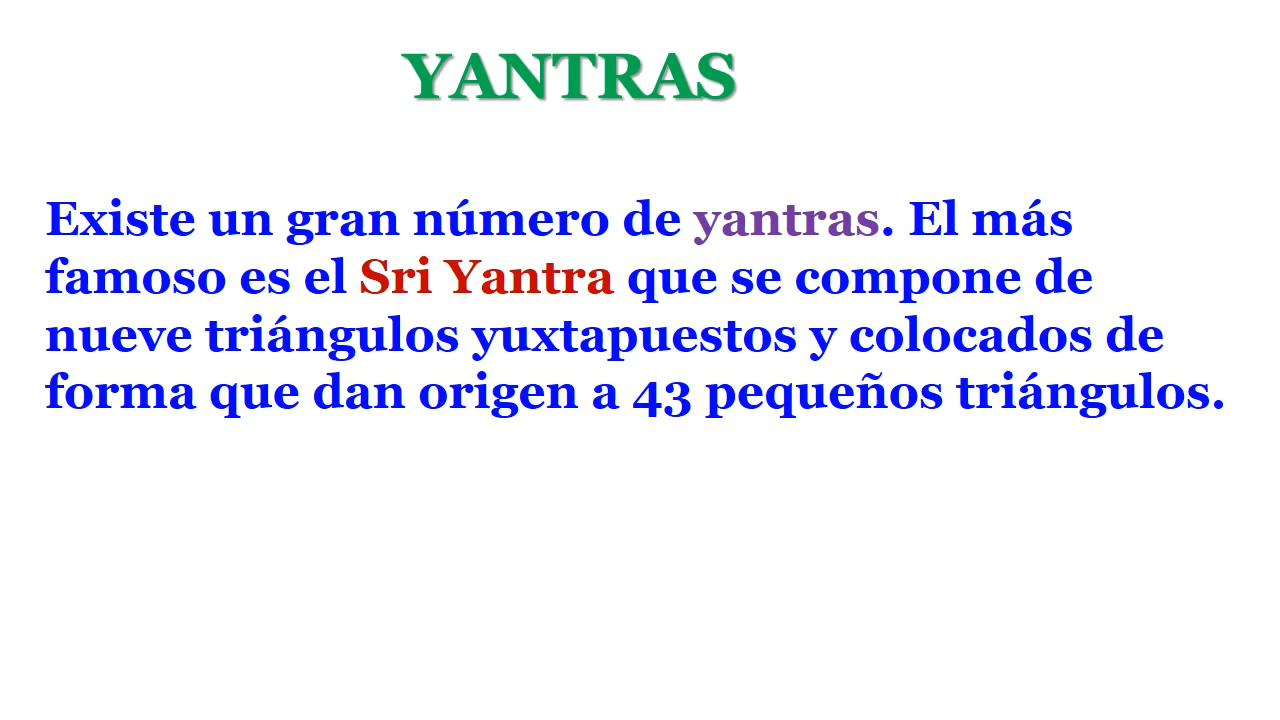 YANTRAS
Existe un gran número de yantras. El más
famoso es el Sri Yantra que se compone de
nueve triángulos yuxtapuestos y colocados de
forma que dan origen a 43 pequeños triángulos.